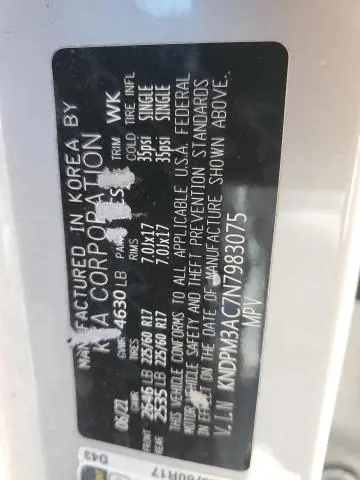 MANUFACTURED IN KOREA BY
KIA CORPORATION
06/21 GVWR 4630 LB PAINT TRIM WK
RIMS COLD TIRE INFL
FRONT 2646 LB 225/60 R17 7.0Jx17 35psi SINGLE
REAR 2535 LB 225/60 R17 7.0Jx17 35psi SINGLE
THIS VEHICLE CONFORMS TO ALL APPLICABLE U.S.A. FEDERAL
MOTOR VEHICLE SAFETY AND THEFT PREVENTION STANDARDS
IN EFFECT ON THE DATE OF MANUFACTURE SHOWN ABOVE.
V.I.N KNDPM3AC7N7983075
MPV
D43
/60R17